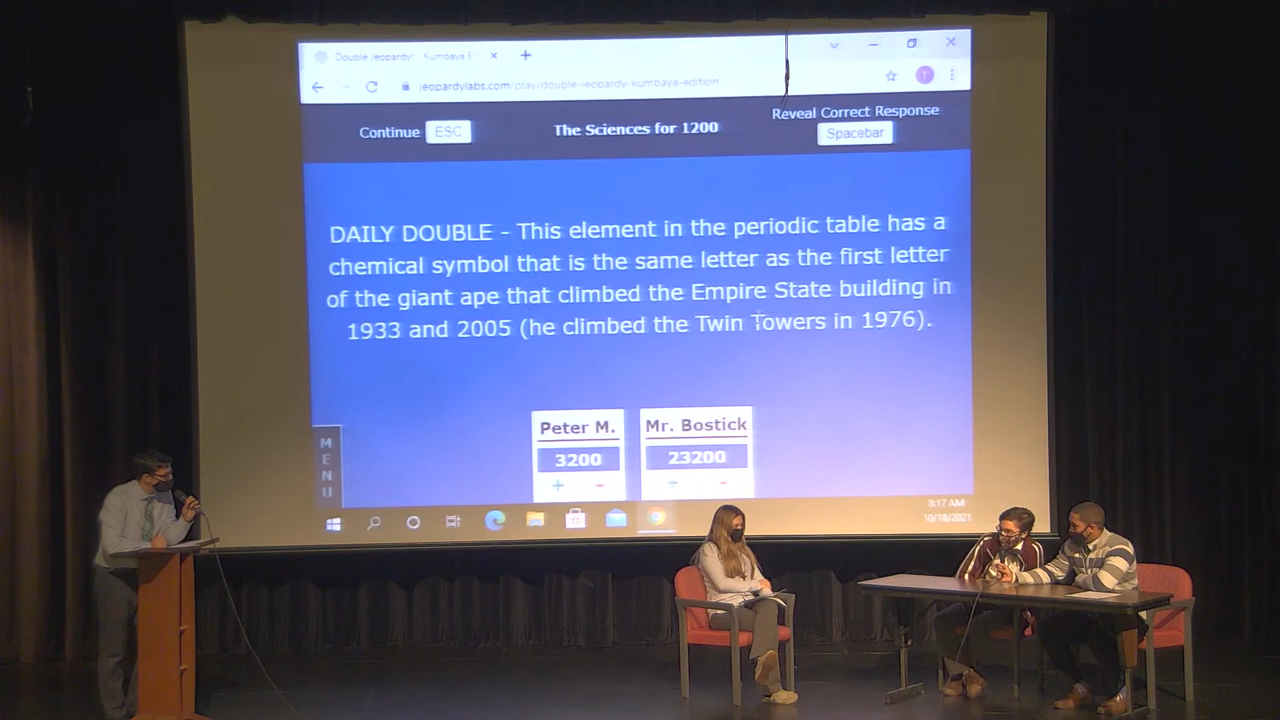 Double Jeopardy! - Kumbaya E
jeopardylabs.com/play/double-jeopardy-kumbaya-edition
T
Continue ESC
The Sciences for 1200
Reveal Correct Response
Spacebar
DAILY DOUBLE - This element in the periodic table has a
chemical symbol that is the same letter as the first letter
of the giant ape that climbed the Empire State building in
1933 and 2005 (he climbed the Twin Towers in 1976).
MENU
Peter M.
3200
+ -
Mr. Bostick
23200
+ -
8:17 AM
10/18/2021